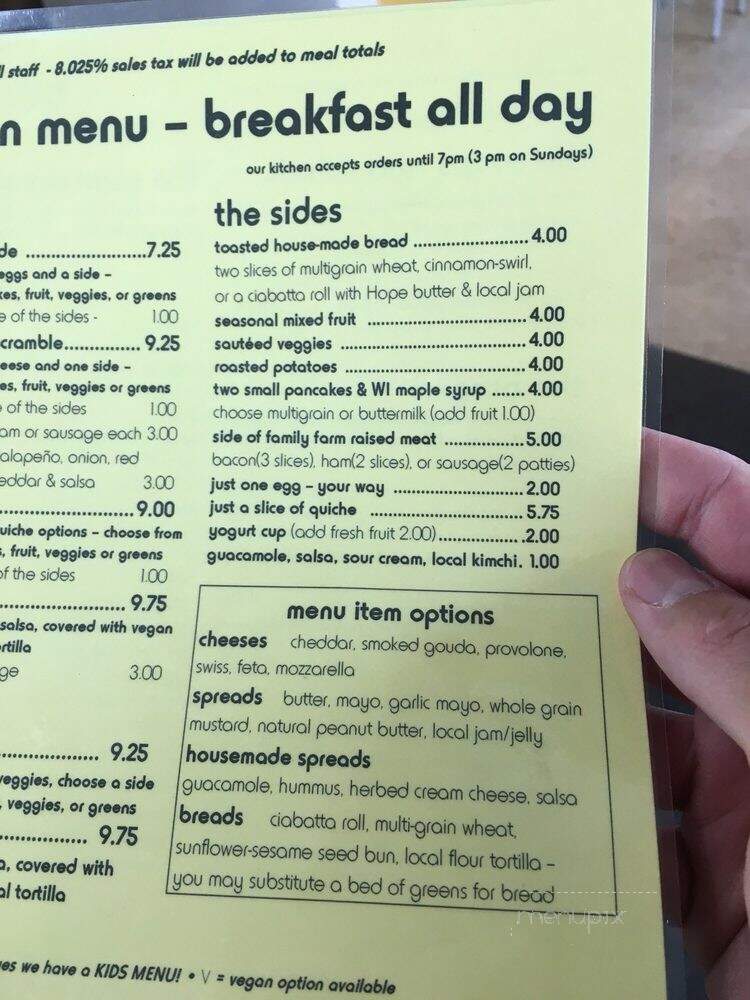 staff - 8.025% sales tax will be added to meal totals
menu – breakfast all day
our kitchen accepts orders until 7pm (3 pm on Sundays)
7.25
eggs and a side –
fruit, veggies, or greens
of the sides - 1.00
9.25
and one side –
fruit, veggies or greens
of the sides 1.00
or sausage each 3.00
onion, red
& salsa 3.00
9.00
options – choose from
fruit, veggies or greens
of the sides 1.00
9.75
salsa, covered with vegan
3.00
9.25
veggies, choose a side
veggies, or greens
9.75
covered with
tortilla
the sides
toasted house-made bread ........................ 4.00
two slices of multigrain wheat, cinnamon-swirl,
or a ciabatta roll with Hope butter & local jam
seasonal mixed fruit ................................. 4.00
sautéed veggies ....................................... 4.00
roasted potatoes ...................................... 4.00
two small pancakes & WI maple syrup ....... 4.00
choose multigrain or buttermilk (add fruit 1.00)
side of family farm raised meat ................ 5.00
bacon(3 slices), ham(2 slices), or sausage(2 patties)
just one egg – your way ........................... 2.00
just a slice of quiche ................................ 5.75
yogurt cup (add fresh fruit 2.00).................. .2.00
guacamole, salsa, sour cream, local kimchi. 1.00
menu item options
cheeses cheddar, smoked gouda, provolone,
swiss, feta, mozzarella
spreads butter, mayo, garlic mayo, whole grain
mustard, natural peanut butter, local jam/jelly
housemade spreads
guacamole, hummus, herbed cream cheese, salsa
breads ciabatta roll, multi-grain wheat,
sunflower-sesame seed bun, local flour tortilla –
you may substitute a bed of greens for bread
menupix
we have a KIDS MENU! • V = vegan option available